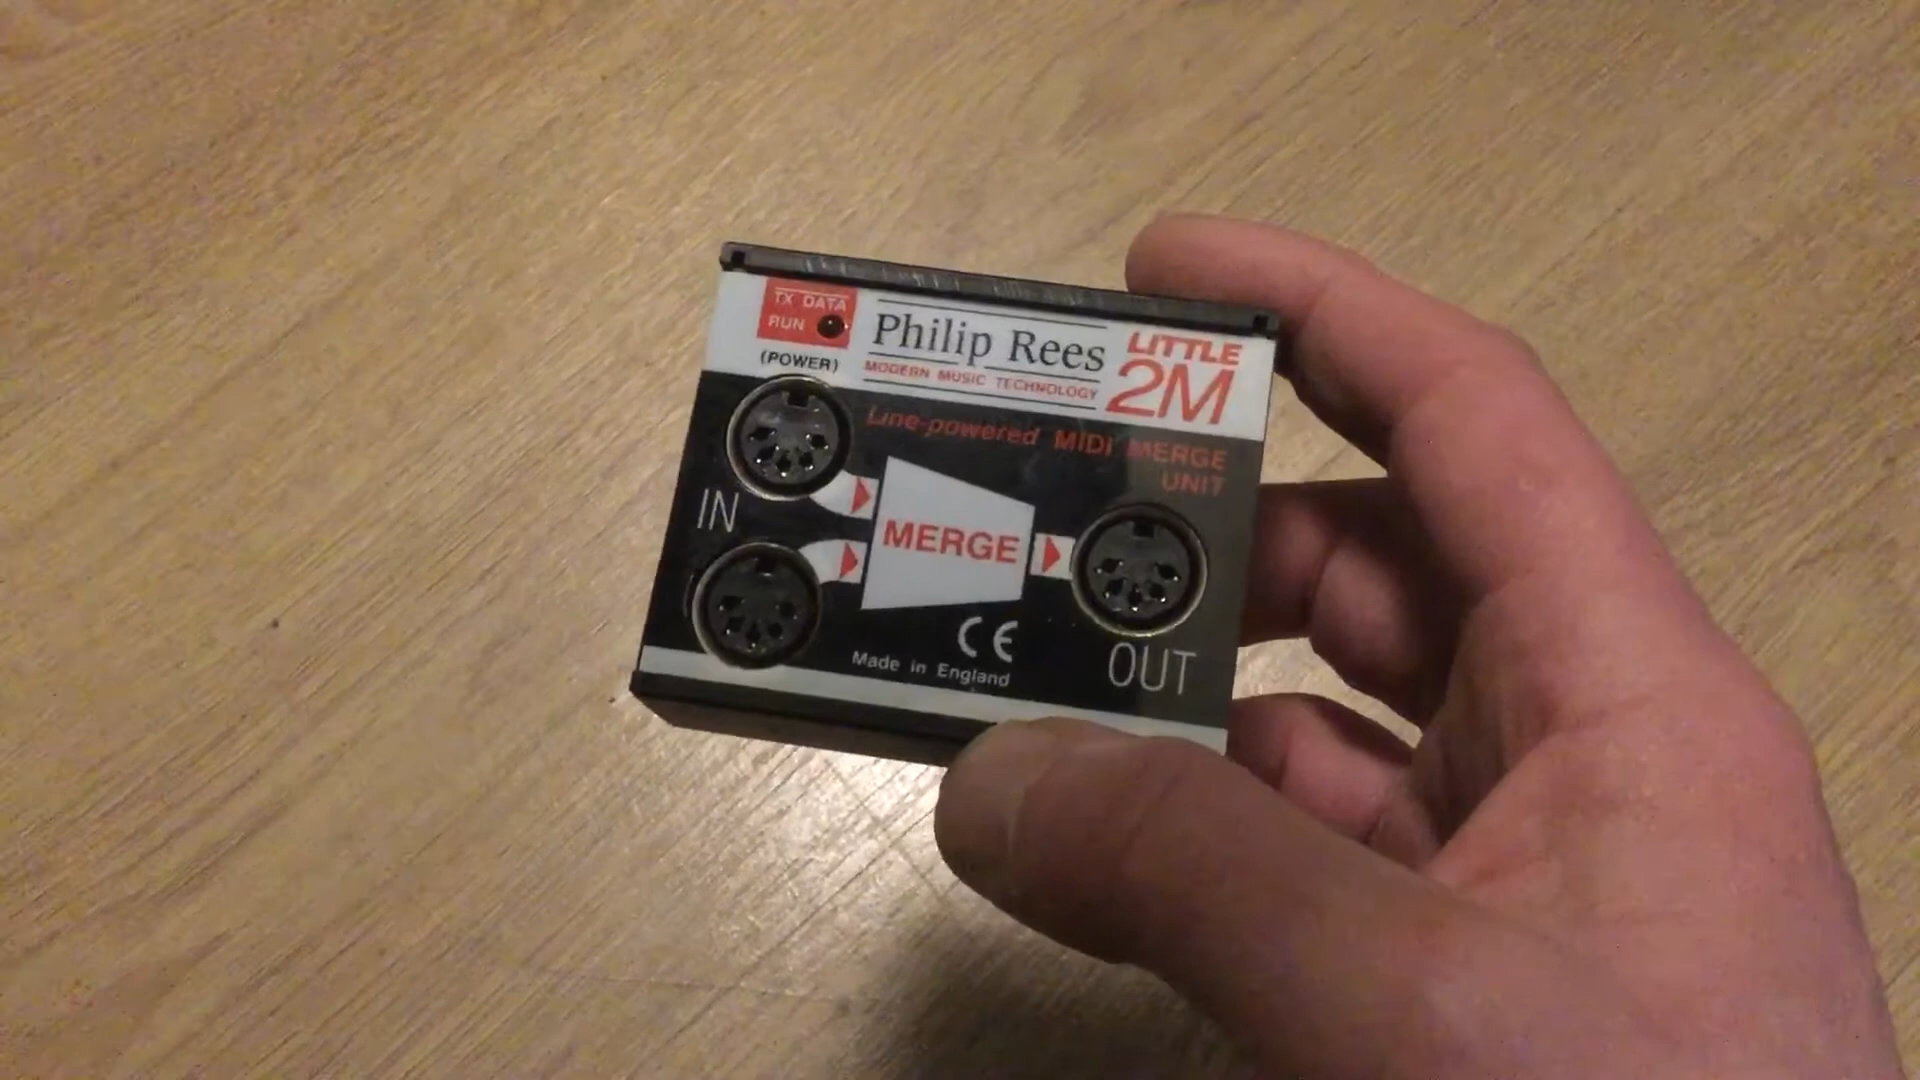 TX DATA
RUN
(POWER)
Philip Rees
MODERN MUSIC TECHNOLOGY
LITTLE
2M
Line-powered MIDI MERGE
UNIT
IN
MERGE
OUT
CE
Made in England